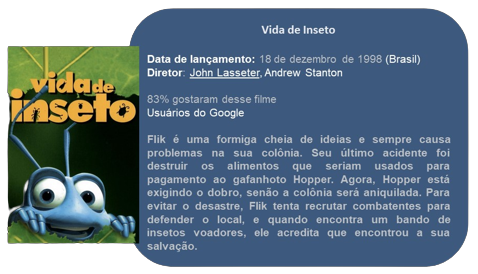 Vida de Inseto
vida de
inseto
Data de lançamento: 18 de dezembro de 1998 (Brasil)
Diretor: John Lasseter, Andrew Stanton
83% gostaram desse filme
Usuários do Google
Flik é uma formiga cheia de ideias e sempre causa
problemas na sua colônia. Seu último acidente foi
destruir os alimentos que seriam usados para
pagamento ao gafanhoto Hopper. Agora, Hopper está
exigindo o dobro, senão a colônia será aniquilada. Para
evitar o desastre, Flik tenta recrutar combatentes para
defender o local, e quando encontra um bando de
insetos voadores, ele acredita que encontrou a sua
salvação.